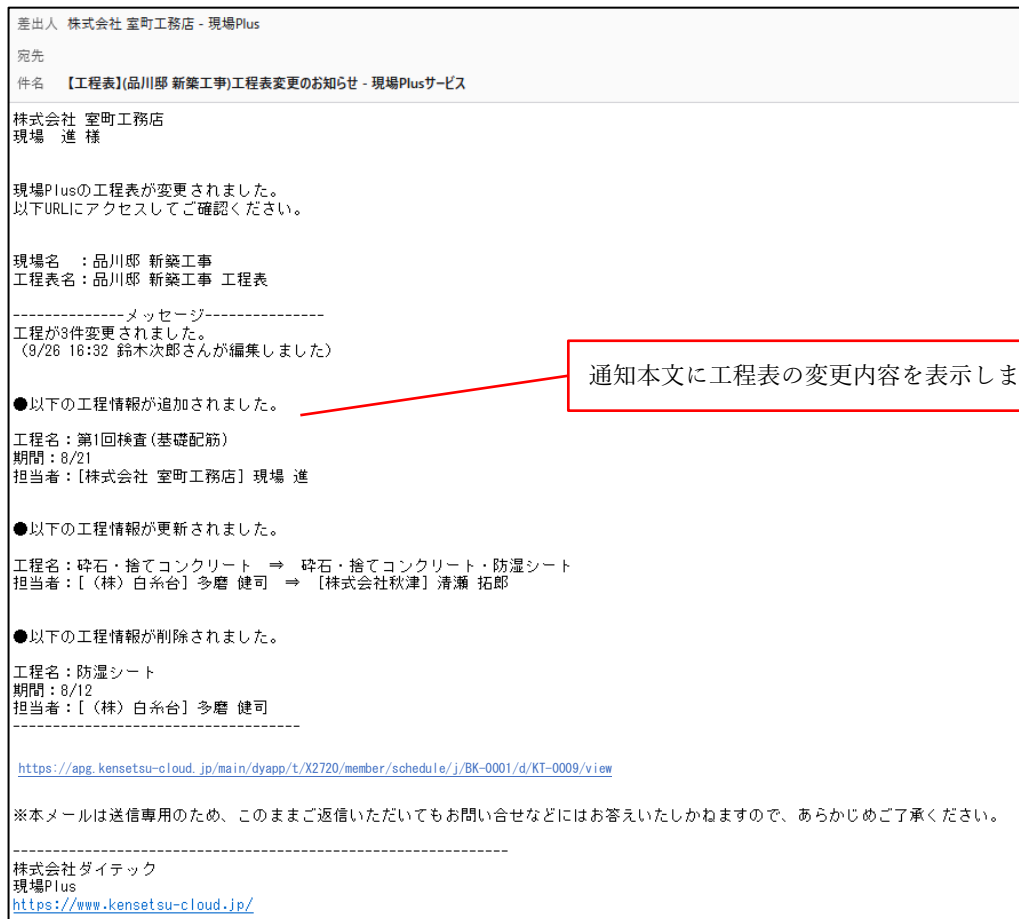 差出人 株式会社 室町工務店 - 現場Plus
宛先
件名 【工程表】(品川邸 新築工事)工程表変更のお知らせ - 現場Plusサービス
株式会社 室町工務店
現場 進 様
現場Plusの工程表が変更されました。
以下URLにアクセスしてご確認ください。
現場名 :品川邸 新築工事
工程表名:品川邸 新築工事 工程表
--------------メッセージ---------------
工程が3件変更されました。
(9/26 16:32 鈴木次郎さんが編集しました)
通知本文に工程表の変更内容を表示しま
●以下の工程情報が追加されました。
工程名:第1回検査(基礎配筋)
期間:8/21
担当者:[株式会社 室町工務店] 現場 進
●以下の工程情報が更新されました。
工程名:砕石・捨てコンクリート ⇒ 砕石・捨てコンクリート・防湿シート
担当者:[(株)白糸台] 多磨 健司 ⇒ [株式会社秋津] 清瀬 拓郎
●以下の工程情報が削除されました。
工程名:防湿シート
期間:8/12
担当者:[(株)白糸台] 多磨 健司
------------------------------------
https://apg.kensetsu-cloud.jp/main/dyapp/t/X2720/member/schedule/j/BK-0001/d/KT-0009/view
※本メールは送信専用のため、このままご返信いただいてもお問い合せなどにはお答えいたしかねますので、あらかじめご了承ください。
--------------------------------------------------------------
株式会社ダイテック
現場Plus
https://www.kensetsu-cloud.jp/